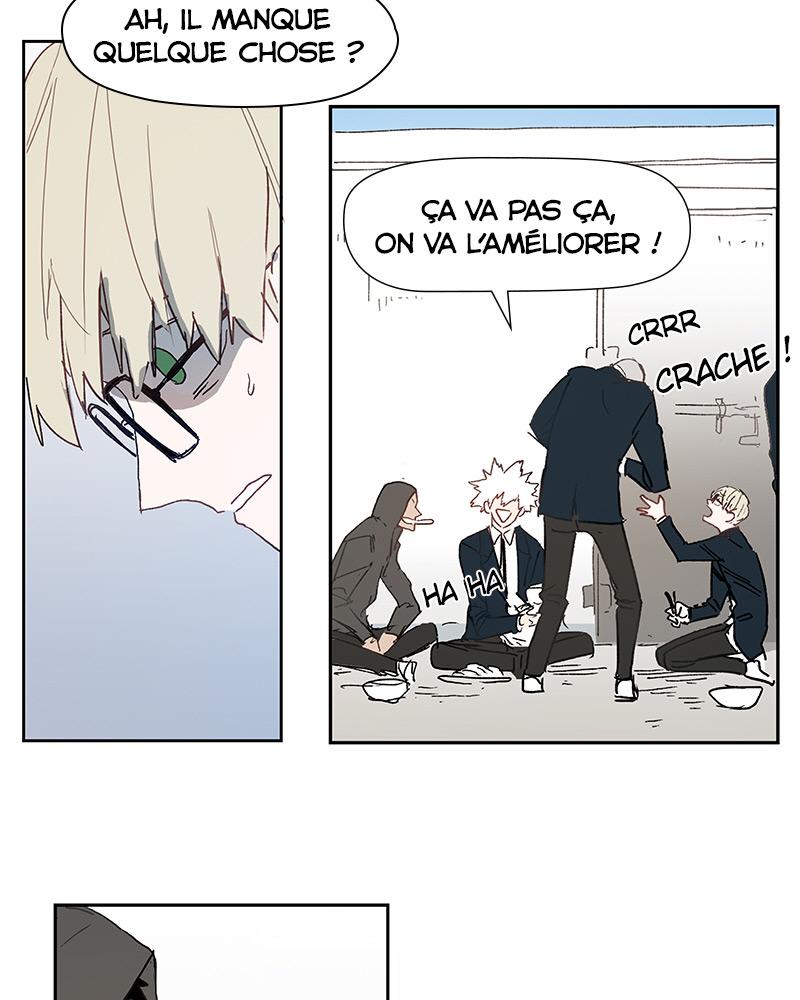 AH, IL MANQUE
QUELQUE CHOSE ?
ÇA VA PAS ÇA,
ON VA L'AMÉLIORER !
CRRR
CRACHE !
HA HA